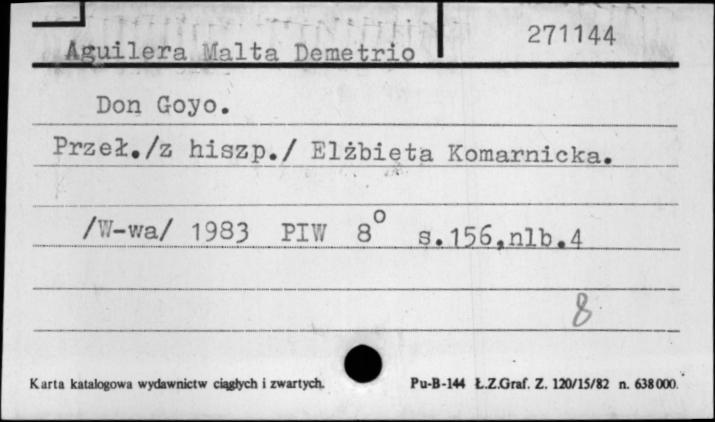 271144
Aguilera Malta Demetrio
Don Goyo.
Przeł./z hiszp./ Elżbieta Komarnicka.
/W-wa/ 1983 PIW 8° s.156,nlb.4
8
Karta katalogowa wydawnictw ciągłych i zwartych. Pu-B-144 Ł.Z.Graf. Z. 120/15/82 n. 638000.